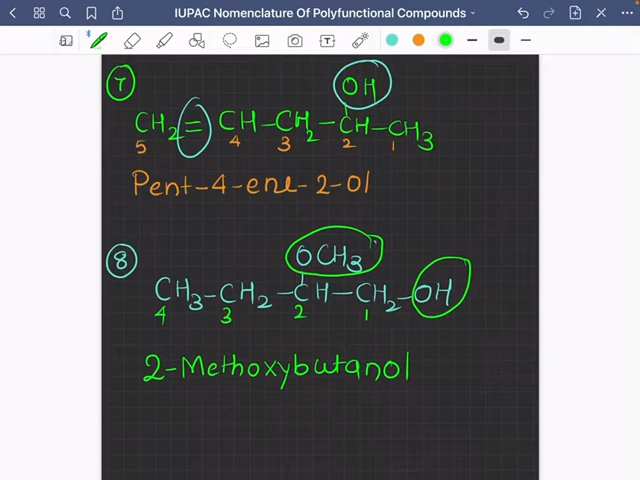 IUPAC Nomenclature Of Polyfunctional Compounds
7
OH
CH2=CH-CH2-CH-CH3
5 4 3 2 1
Pent-4-ene-2-ol
8
OCH3
CH3-CH2-CH-CH2-OH
4 3 2 1
2-Methoxybutanol